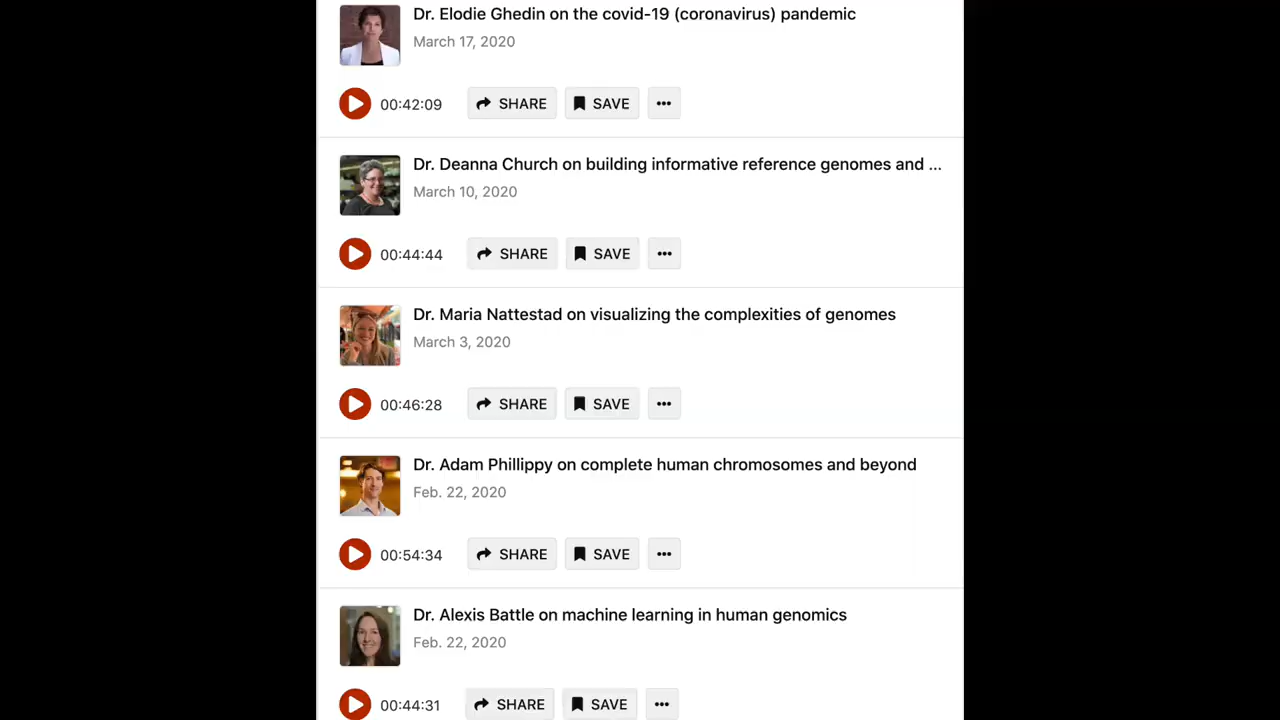 Dr. Elodie Ghedin on the covid-19 (coronavirus) pandemic
March 17, 2020
00:42:09 SHARE SAVE
Dr. Deanna Church on building informative reference genomes and ...
March 10, 2020
00:44:44 SHARE SAVE
Dr. Maria Nattestad on visualizing the complexities of genomes
March 3, 2020
00:46:28 SHARE SAVE
Dr. Adam Phillippy on complete human chromosomes and beyond
Feb. 22, 2020
00:54:34 SHARE SAVE
Dr. Alexis Battle on machine learning in human genomics
Feb. 22, 2020
00:44:31 SHARE SAVE